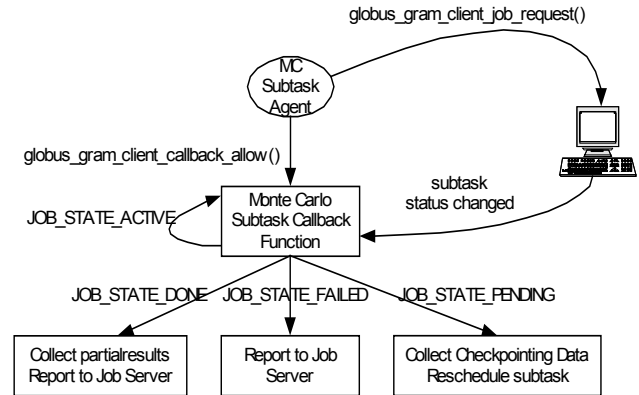 globus_gram_client_job_request()
MC
Subtask
Agent
globus_gram_client_callback_allow()
subtask
status changed
Monte Carlo
Subtask Callback
Function
JOB_STATE_ACTIVE
JOB_STATE_DONE
JOB_STATE_FAILED
JOB_STATE_PENDING
Collect partialresults
Report to Job Server
Report to Job
Server
Collect Checkpointing Data
Reschedule subtask